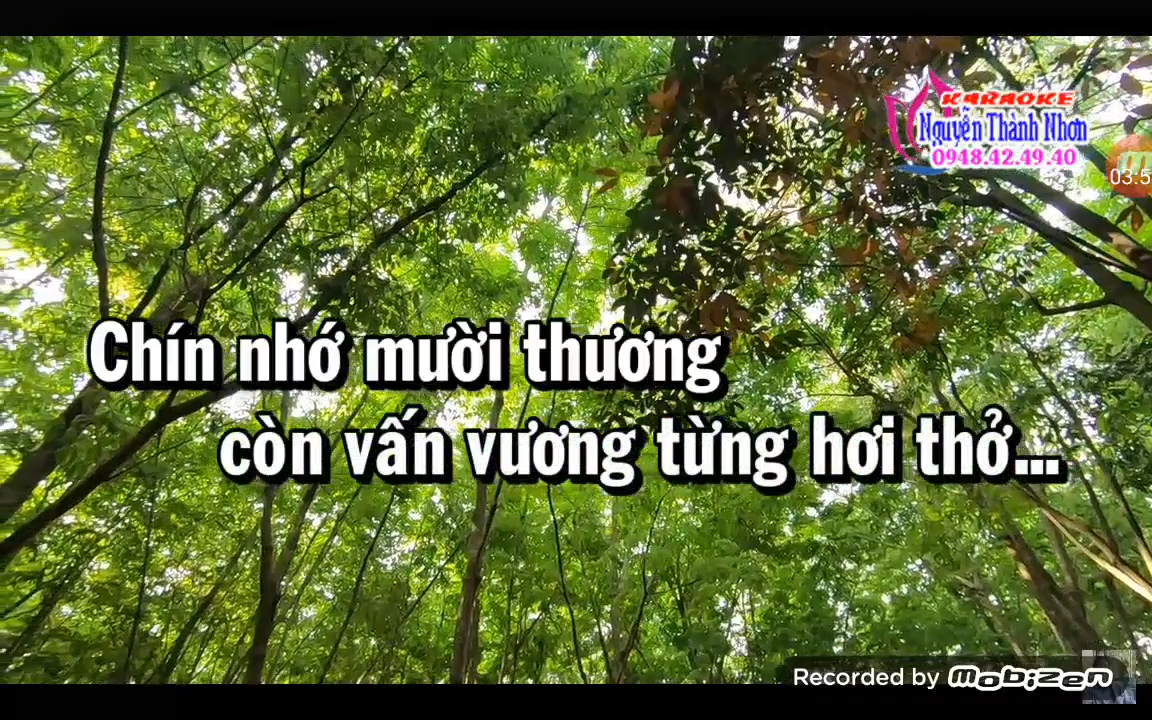 KARAOKE
Nguyễn Thành Nhơn
0948.42.49.40
03:5
Chín nhớ mười thương
còn vấn vương từng hơi thở...
Recorded by mobizen